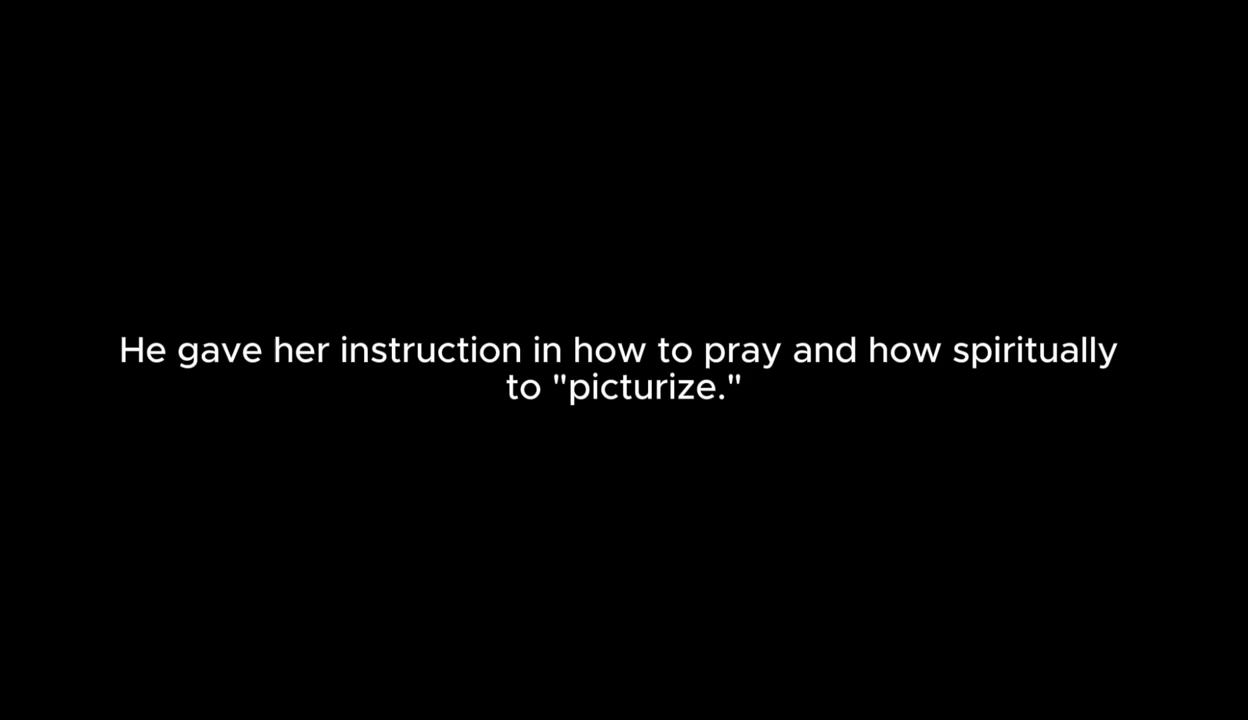 He gave her instruction in how to pray and how spiritually
to "picturize."